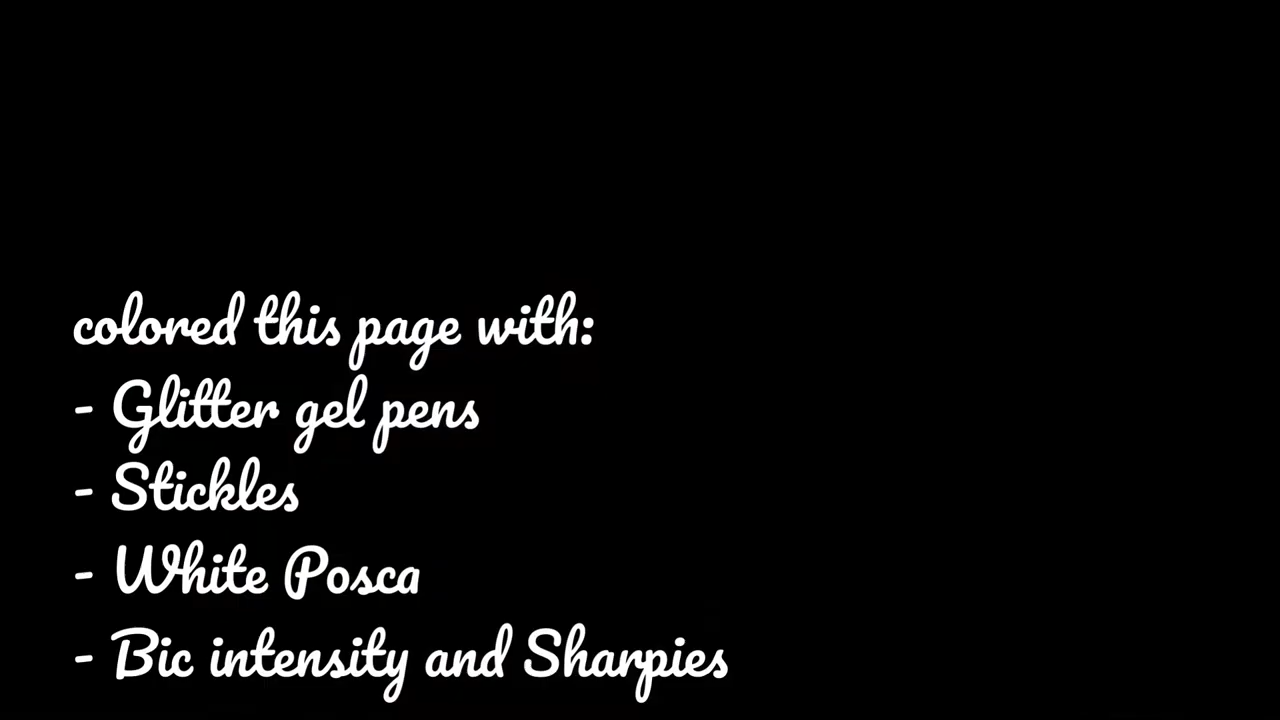 colored this page with:
- Glitter gel pens
- Stickles
- White Posca
- Bic intensity and Sharpies